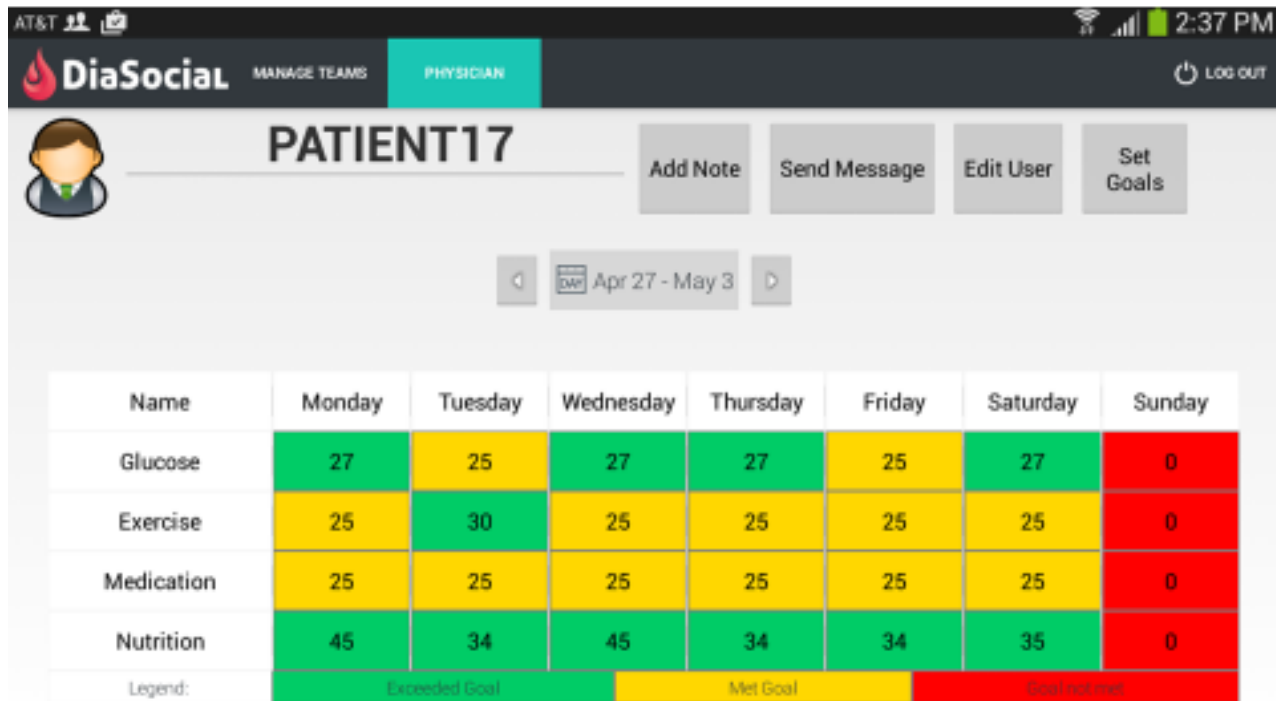 AT&T 2:37 PM
DiaSocial MANAGE TEAMS PHYSICIAN LOG OUT
PATIENT17 Add Note Send Message Edit User Set Goals
DAY Apr 27 - May 3
Name Monday Tuesday Wednesday Thursday Friday Saturday Sunday
Glucose 27 25 27 27 25 27 0
Exercise 25 30 25 25 25 25 0
Medication 25 25 25 25 25 25 0
Nutrition 45 34 45 34 34 35 0
Legend: Exceeded Goal Met Goal Goal not met